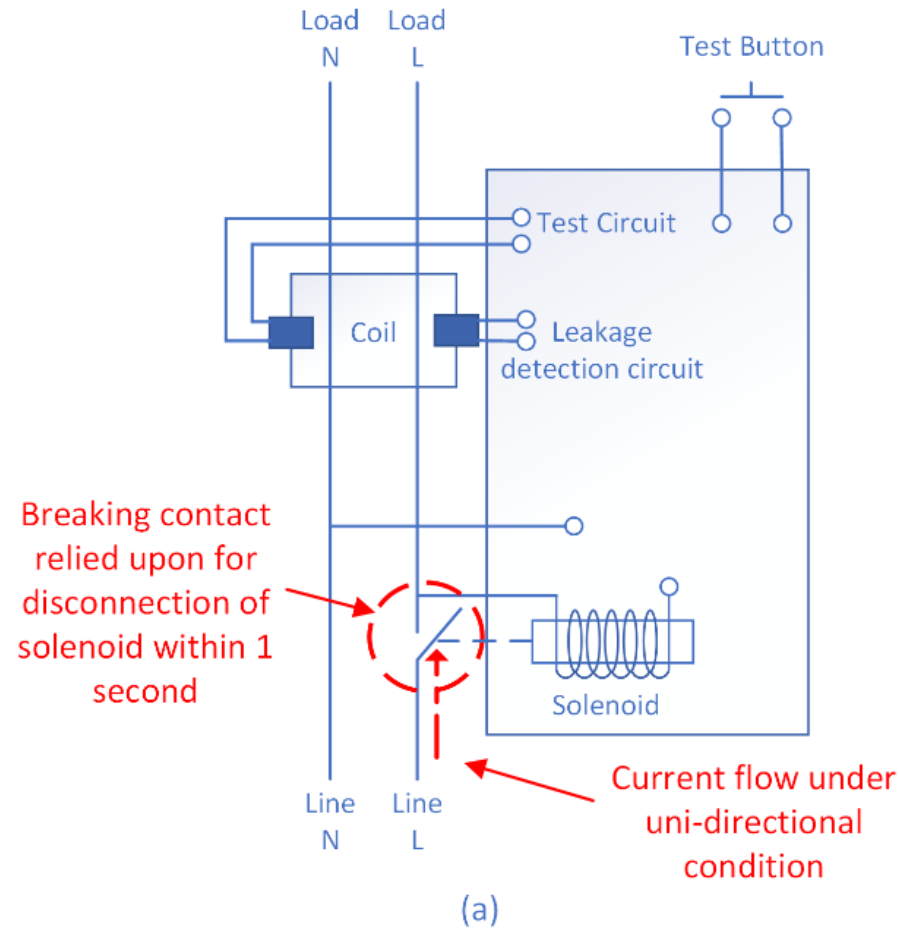 Load
N
Load
L
Test Button
Test Circuit
Coil
Leakage
detection circuit
Breaking contact
relied upon for
disconnection of
solenoid within 1
second
Solenoid
Line
N
Line
L
Current flow under
uni-directional
condition
(a)